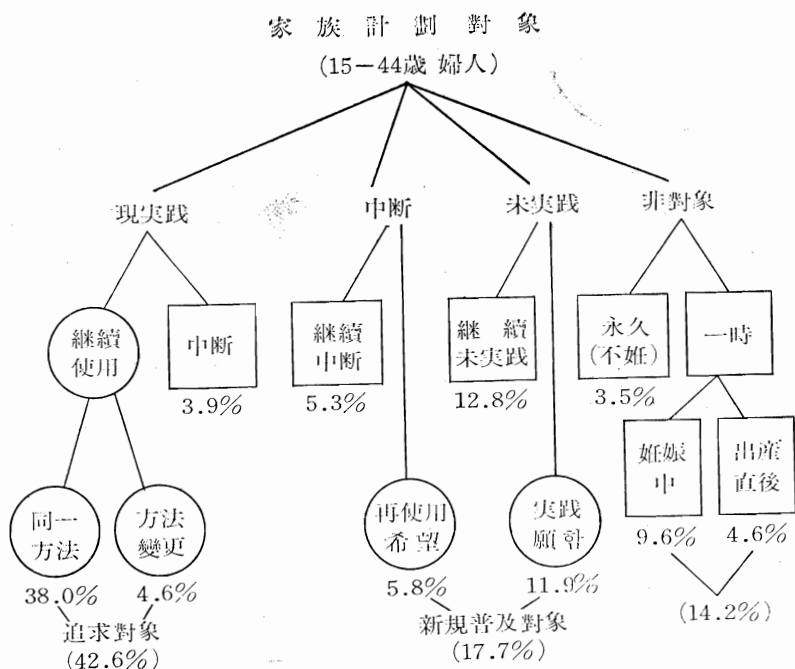 家族計劃對象
(15-44歲 婦人)
現実践
中断
未実践
非對象
継續
使用
中断
3.9%
継續
中断
5.3%
継續
未実践
12.8%
永久
(不姙)
3.5%
一時
同一
方法
38.0%
方法
變更
4.6%
再使用
希望
5.8%
実践
願함
11.9%
姙娠
中
9.6%
出産
直後
4.6%
追求對象
(42.6%)
新規普及對象
(17.7%)
(14.2%)